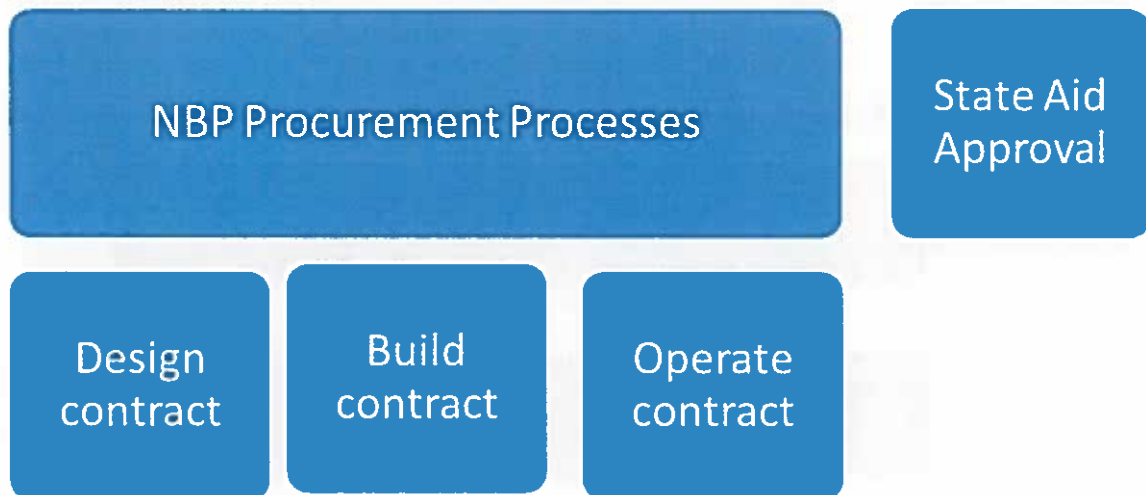 NBP Procurement Processes
State Aid
Approval
Design
contract
Build
contract
Operate
contract